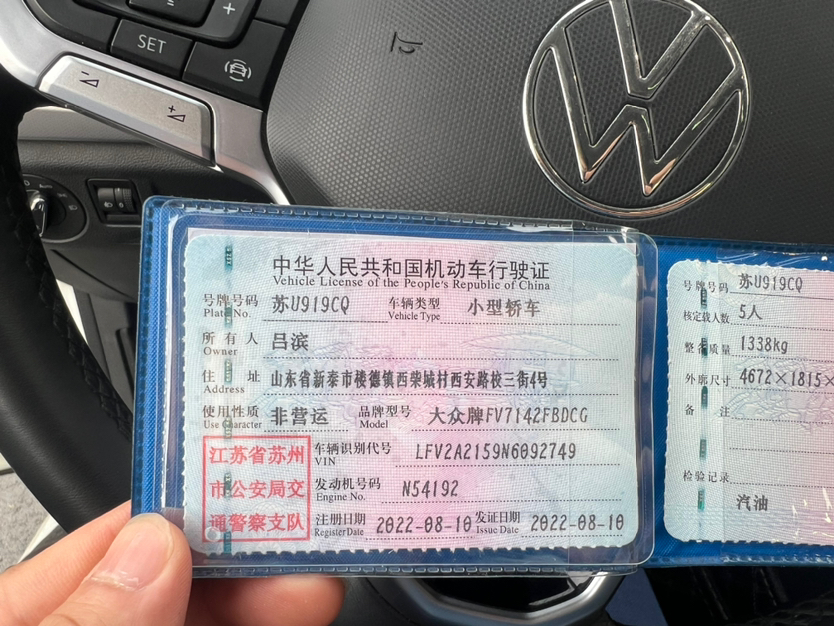 SET
中华人民共和国机动车行驶证
Vehicle License of the People's Republic of China
号牌号码 苏U919CQ 车辆类型 小型轿车
Plate No. Vehicle Type
所有人 吕滨
Owner
住址 山东省新泰市楼德镇西柴城村西安路校三街4号
Address
使用性质 非营运 品牌型号 大众牌FV7142FBDCG
Use Character Model
江苏省苏州
市公安局交
通警察支队
车辆识别代号 LFV2A2159N6092749
VIN
发动机号码 N54192
Engine No.
注册日期 2022-08-10 发证日期 2022-08-10
Register Date Issue Date
号牌号码 苏U919CQ
核定载人数 5人
整备质量 1338kg
外廓尺寸 4672×1815×
备注
检验记录
汽油